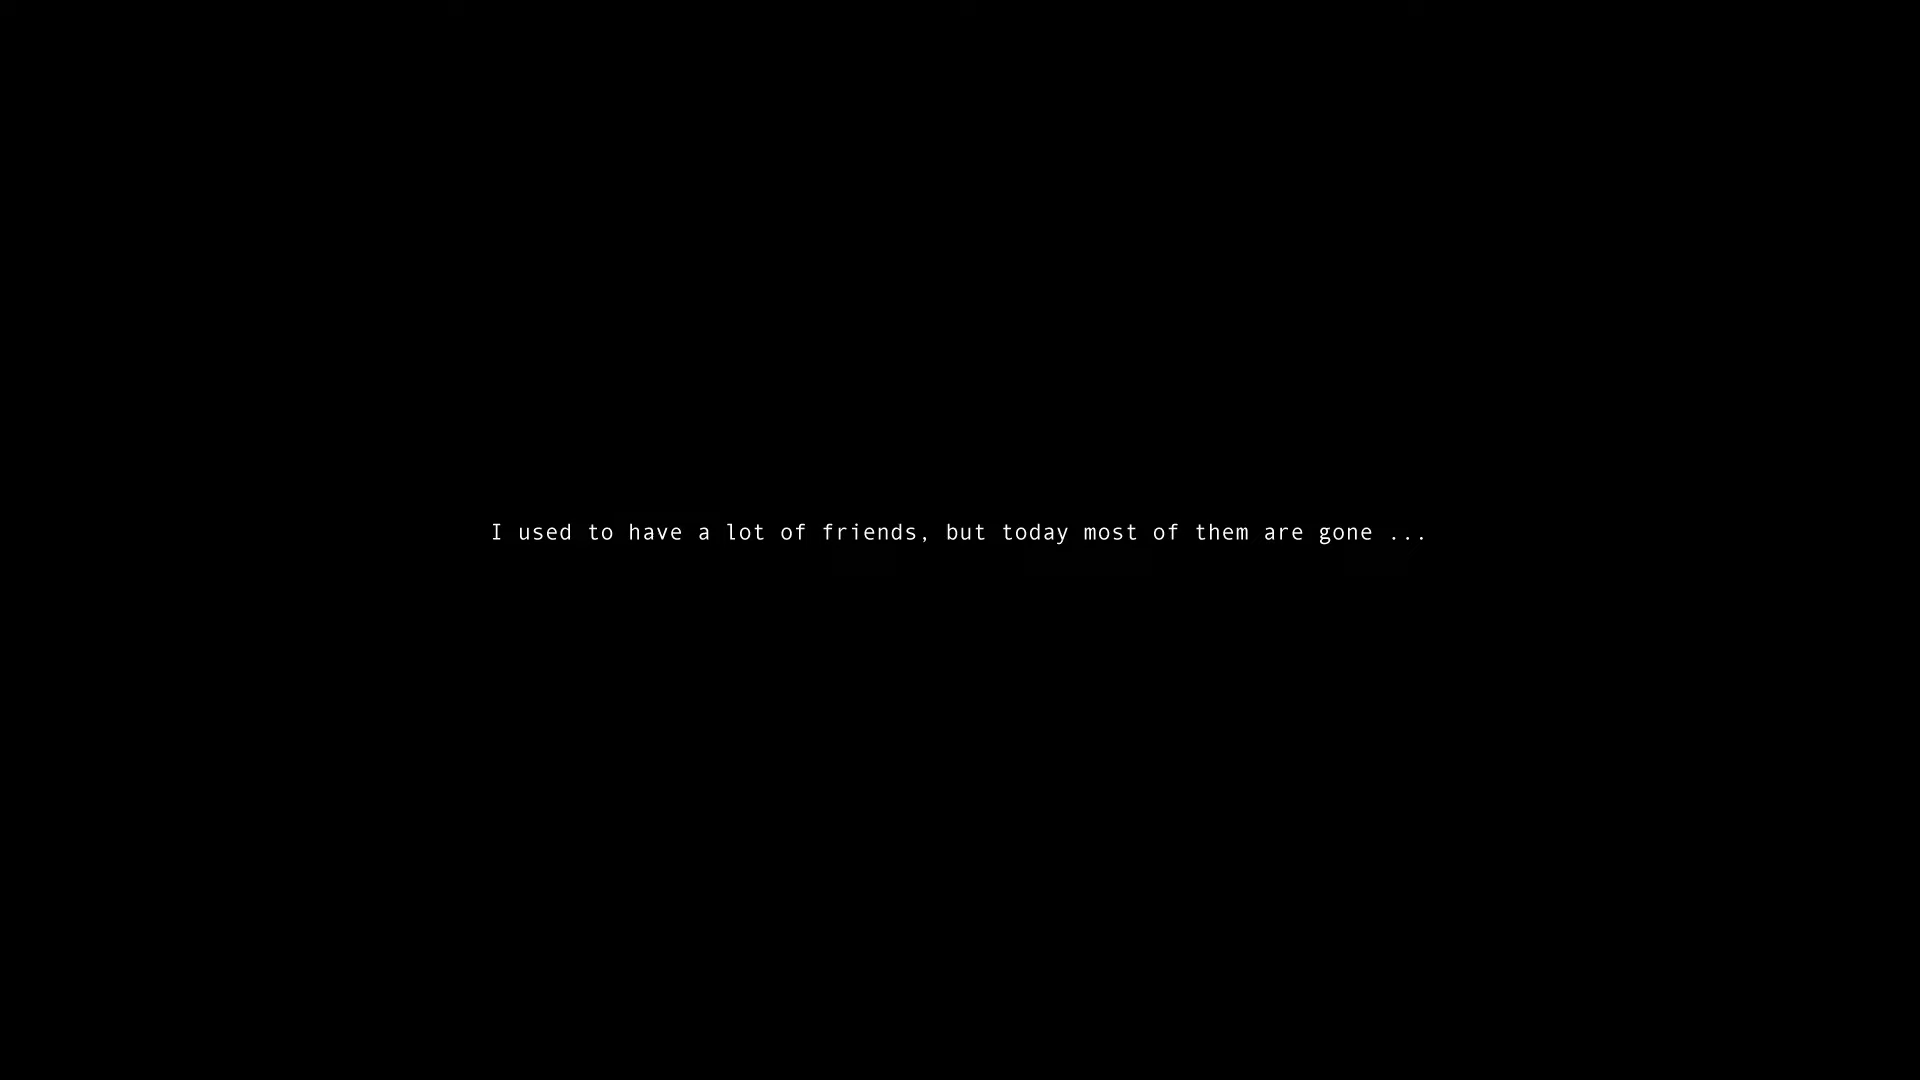 I used to have a lot of friends, but today most of them are gone ...